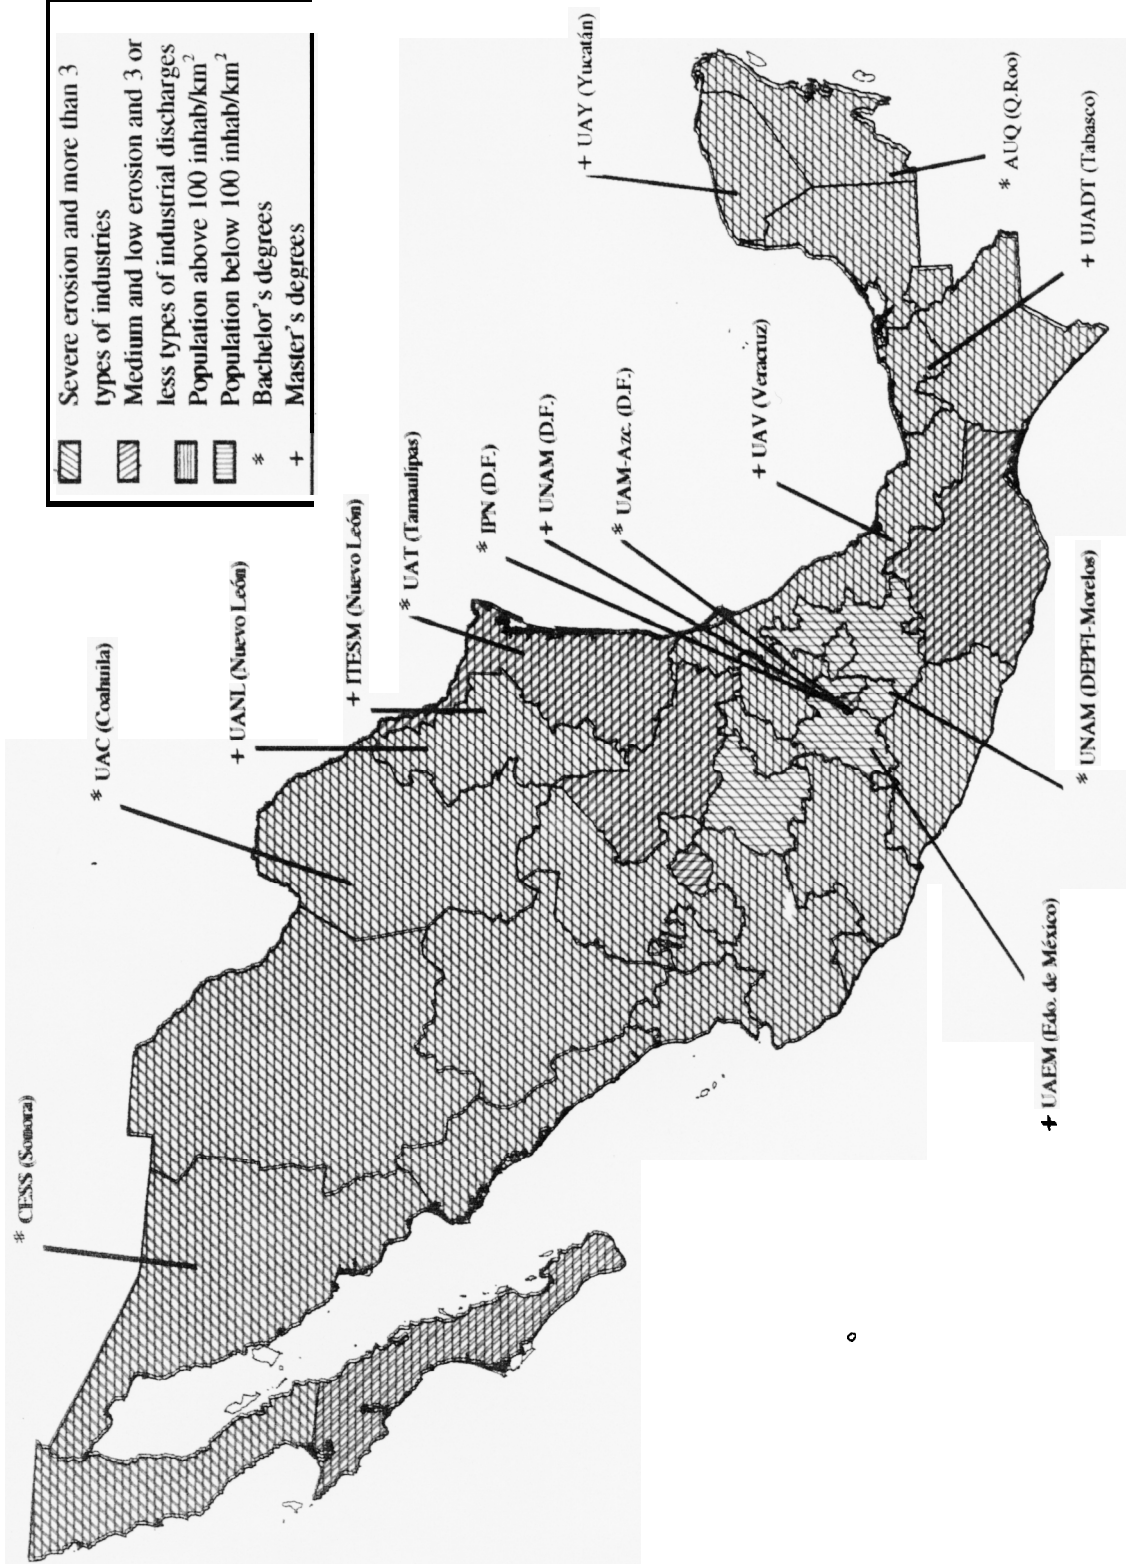 Severe erosion and more than 3
types of industries
Medium and low erosion and 3 or
less types of industrial discharges
Population above 100 inhab/km²
Population below 100 inhab/km²
* Bachelor's degrees
+ Master's degrees
* CESS (Sonora)
* UAC (Coahuila)
+ UANL (Nuevo León)
+ ITESM (Nuevo León)
* UAT (Tamaulipas)
* IPN (D.F.)
+ UNAM (D.F.)
* UAM-Azc. (D.F.)
+ UAV (Veracruz)
+ UAY (Yucatán)
* AUQ (Q.Roo)
+ UJADT (Tabasco)
* UNAM (DEPFI-Morelos)
+ UAEM (Edo. de México)